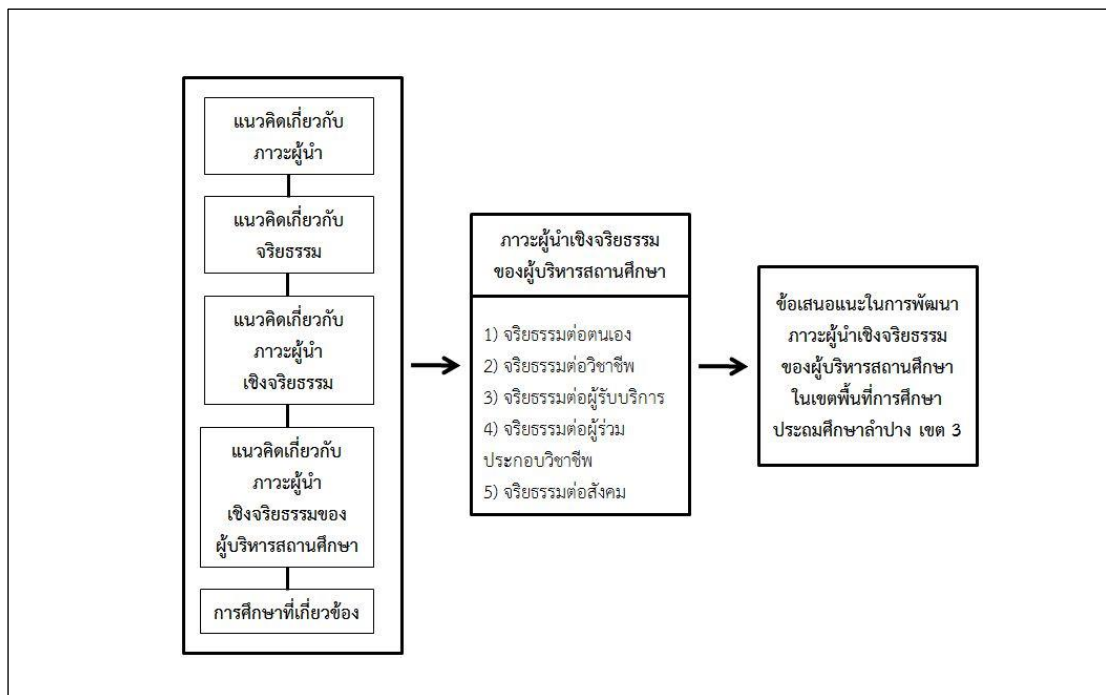 แนวคิดเกี่ยวกับ
ภาวะผู้นำ
แนวคิดเกี่ยวกับ
จริยธรรม
แนวคิดเกี่ยวกับ
ภาวะผู้นำ
เชิงจริยธรรม
แนวคิดเกี่ยวกับ
ภาวะผู้นำ
เชิงจริยธรรมของ
ผู้บริหารสถานศึกษา
การศึกษาที่เกี่ยวข้อง
ภาวะผู้นำเชิงจริยธรรม
ของผู้บริหารสถานศึกษา
1) จริยธรรมต่อตนเอง
2) จริยธรรมต่อวิชาชีพ
3) จริยธรรมต่อผู้รับบริการ
4) จริยธรรมต่อผู้ร่วม
ประกอบวิชาชีพ
5) จริยธรรมต่อสังคม
ข้อเสนอแนะในการพัฒนา
ภาวะผู้นำเชิงจริยธรรม
ของผู้บริหารสถานศึกษา
ในเขตพื้นที่การศึกษา
ประถมศึกษาลำปาง เขต 3